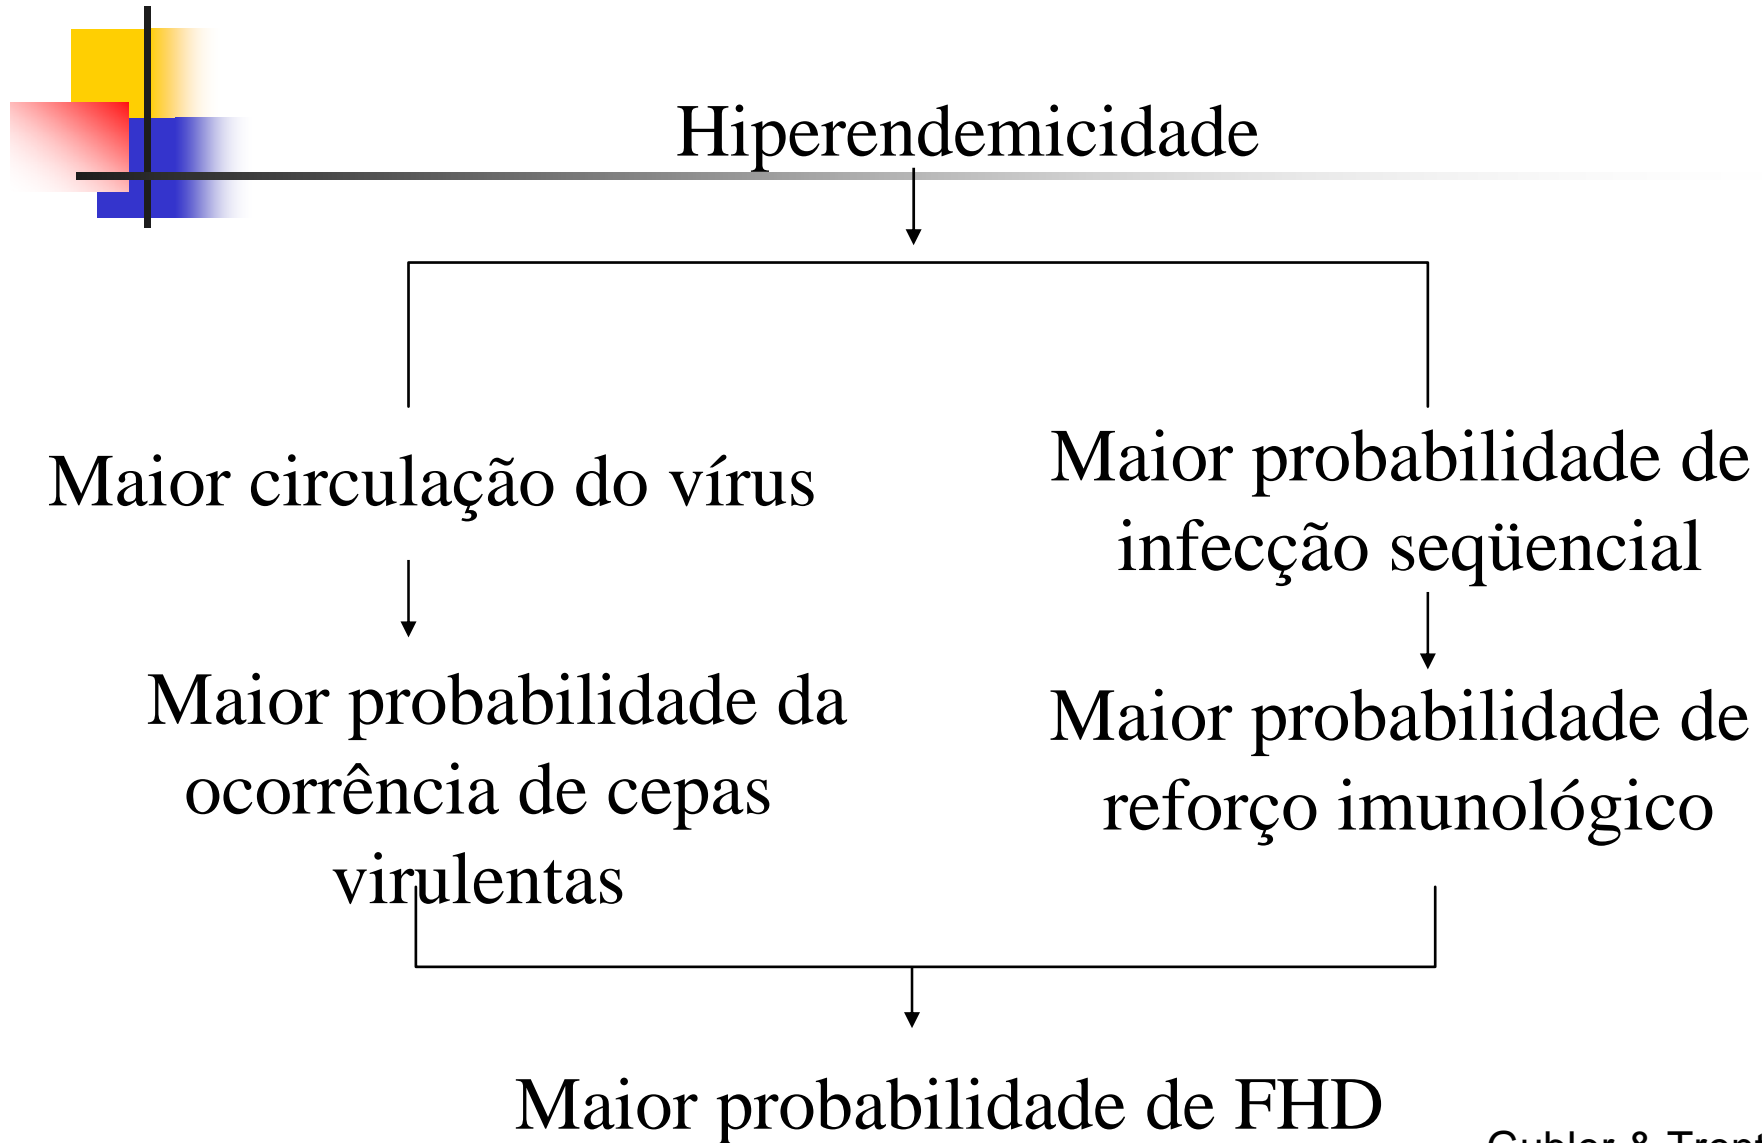 Hiperendemicidade
Maior circulação do vírus
Maior probabilidade de
infecção seqüencial
Maior probabilidade da
ocorrência de cepas
virulentas
Maior probabilidade de
reforço imunológico
Maior probabilidade de FHD
Gubler &